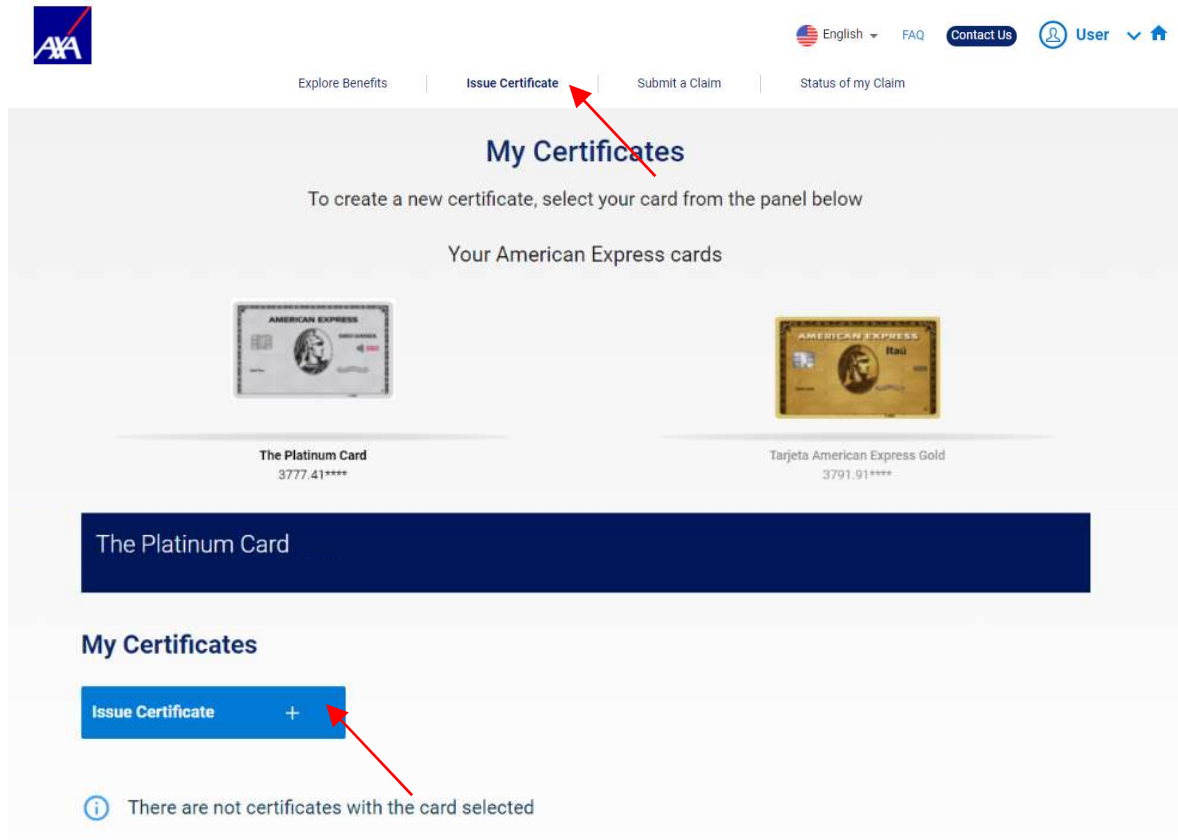 AXA
English
FAQ
Contact Us
User
Explore Benefits
Issue Certificate
Submit a Claim
Status of my Claim
My Certificates
To create a new certificate, select your card from the panel below
Your American Express cards
AMERICAN EXPRESS
AMERICAN EXPRESS
Itaú
The Platinum Card
3777.41****
Tarjeta American Express Gold
3791.91****
The Platinum Card
My Certificates
Issue Certificate +
There are not certificates with the card selected